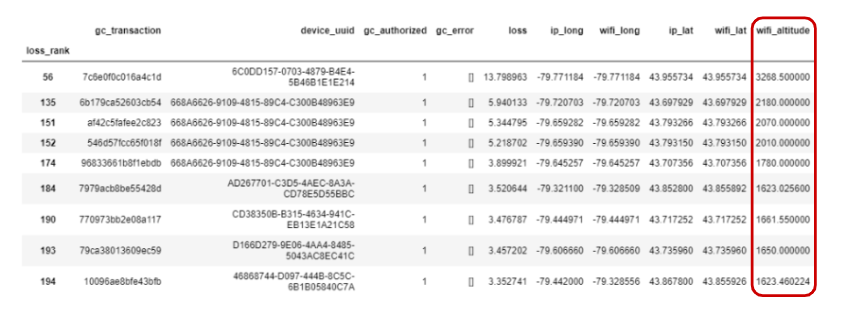 gc_transaction device_uuid gc_authorized gc_error loss ip_long wifi_long ip_lat wifi_lat wifi_altitude
loss_rank
56 7c6e0f0c016a4c1d 6C0DD157-0703-4879-B4E4-5B46B1E1E214 1 [] 13.798963 -79.771184 -79.771184 43.955734 43.955734 3268.500000
135 6b179ca52603cb54 668A6626-9109-4815-89C4-C300B48963E9 1 [] 5.940133 -79.720703 -79.720703 43.697929 43.697929 2180.000000
151 af42c5fafee2c823 668A6626-9109-4815-89C4-C300B48963E9 1 [] 5.344795 -79.659282 -79.659282 43.793266 43.793266 2070.000000
152 546d57fcc65f018f 668A6626-9109-4815-89C4-C300B48963E9 1 [] 5.218702 -79.659390 -79.659390 43.793150 43.793150 2010.000000
174 96833661b8f1ebdb 668A6626-9109-4815-89C4-C300B48963E9 1 [] 3.899921 -79.645257 -79.645257 43.707356 43.707356 1780.000000
184 7979acb8be55428d AD267701-C3D5-4AEC-8A3A-CD78E5D55BBC 1 [] 3.520644 -79.321100 -79.328509 43.852800 43.855892 1623.025600
190 770973bb2e08a117 CD38350B-B315-4634-941C-EB13E1A21C58 1 [] 3.476787 -79.444971 -79.444971 43.717252 43.717252 1661.550000
193 79ca38013609ec59 D166D279-9E06-4AA4-8485-5043AC8EC41C 1 [] 3.457202 -79.606660 -79.606660 43.735960 43.735960 1650.000000
194 10096ae8bfe43bfb 46868744-D097-444B-8C5C-6B1B05840C7A 1 [] 3.352741 -79.442000 -79.328556 43.867800 43.855926 1623.460224